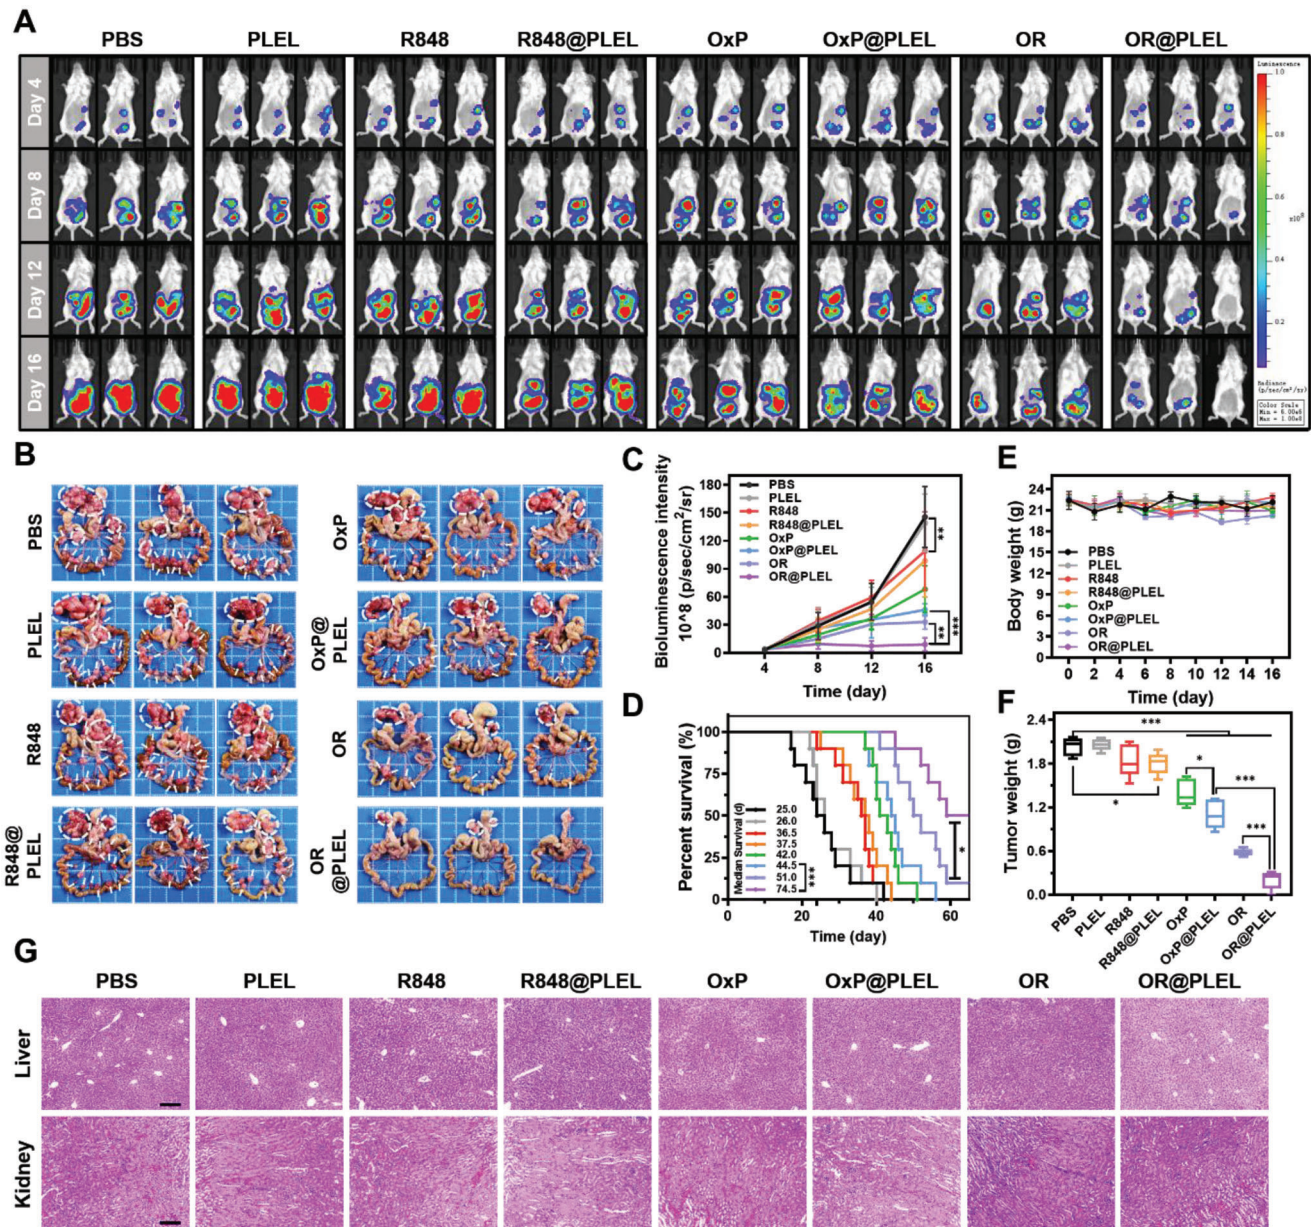 A
PBS PLEL R848 R848@PLEL OxP OxP@PLEL OR OR@PLEL
Day 4
Day 8
Day 12
Day 16
Luminescence
1.0
0.8
0.6
x10⁸
0.4
0.2
Radiance
(p/sec/cm²/sr)
Color Scale
Min = 6.00e6
Max = 1.00e8
B
PBS
PLEL
R848
R848@
PLEL
OxP
OxP@
PLEL
OR
OR
@PLEL
C
Bioluminescence intensity
10^8 (p/sec/cm²/sr)
180
150
120
90
60
30
0
PBS
PLEL
R848
R848@PLEL
OxP
OxP@PLEL
OR
OR@PLEL
**
**
***
4 8 12 16
Time (day)
D
Percent survival (%)
100
75
50
25
0
Median Survival (d)
25.0
26.0
36.5
37.5
42.0
44.5
51.0
74.5
***
*
0 20 40 60
Time (day)
E
Body weight (g)
24
21
18
15
12
9
6
3
0
PBS
PLEL
R848
R848@PLEL
OxP
OxP@PLEL
OR
OR@PLEL
0 2 4 6 8 10 12 14 16
Time (day)
F
Tumor weight (g)
2.4
1.8
1.2
0.6
0.0
***
*
*
***
***
PBS
PLEL
R848
R848@PLEL
OxP
OxP@PLEL
OR
OR@PLEL
G
PBS PLEL R848 R848@PLEL OxP OxP@PLEL OR OR@PLEL
Liver
Kidney